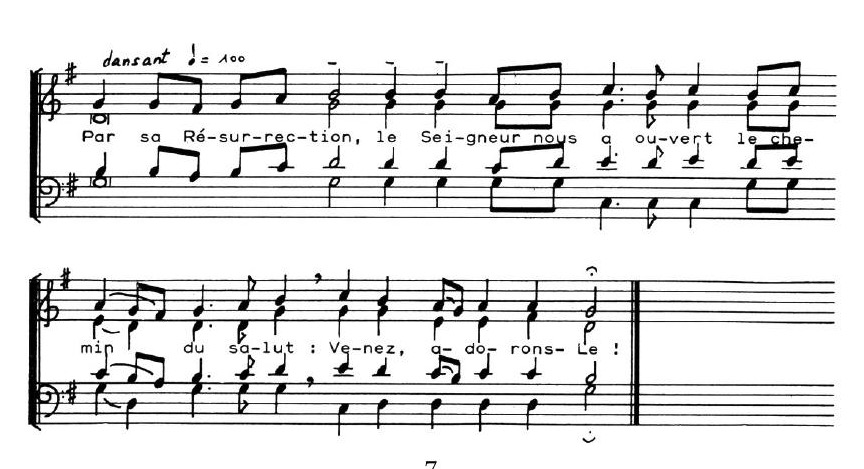 dansant ♩= 100
Par sa Ré-sur-rec-tion, le Sei-gneur nous a ou-vert le che-
min du sa-lut : Ve-nez, a- do- rons- Le !
7